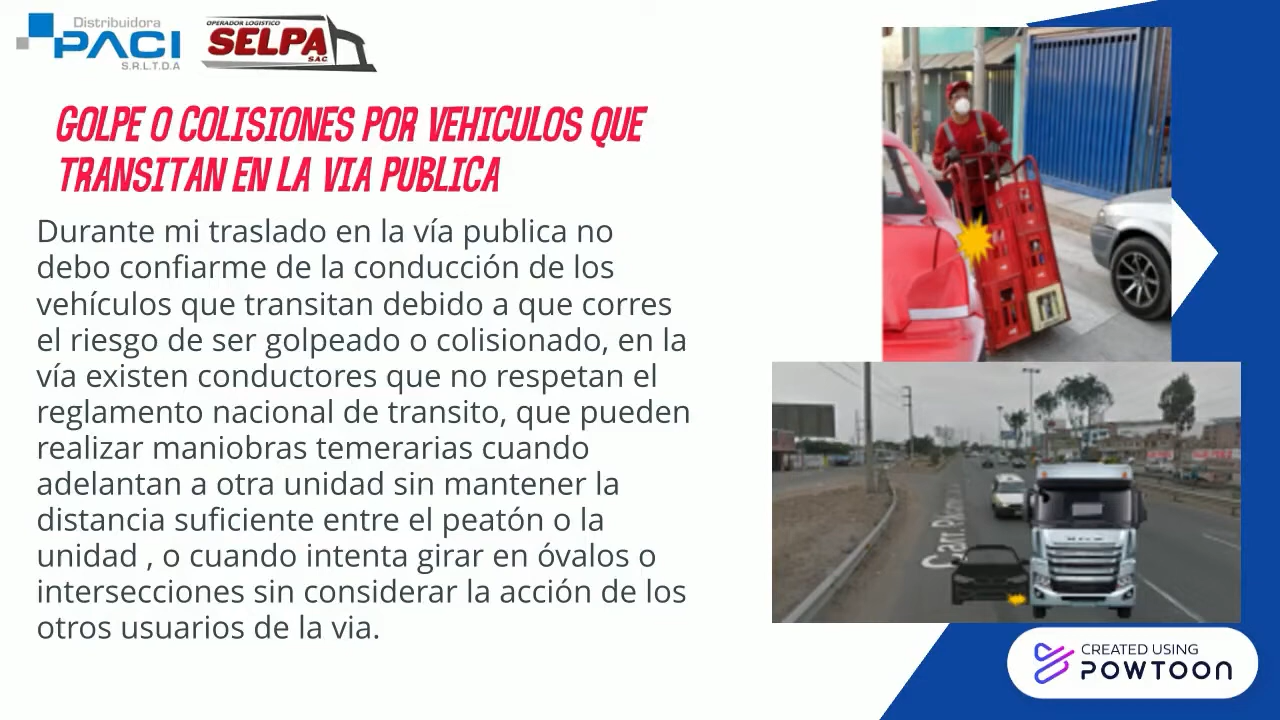 Distribuidora
PACI
S.R.L.T.D.A
OPERADOR LOGISTICO
SELPA
S.A.C
GOLPE O COLISIONES POR VEHICULOS QUE
TRANSITAN EN LA VIA PUBLICA
Durante mi traslado en la vía publica no
debo confiarme de la conducción de los
vehículos que transitan debido a que corres
el riesgo de ser golpeado o colisionado, en la
vía existen conductores que no respetan el
reglamento nacional de transito, que pueden
realizar maniobras temerarias cuando
adelantan a otra unidad sin mantener la
distancia suficiente entre el peatón o la
unidad , o cuando intenta girar en óvalos o
intersecciones sin considerar la acción de los
otros usuarios de la via.
CREATED USING
POWTOON